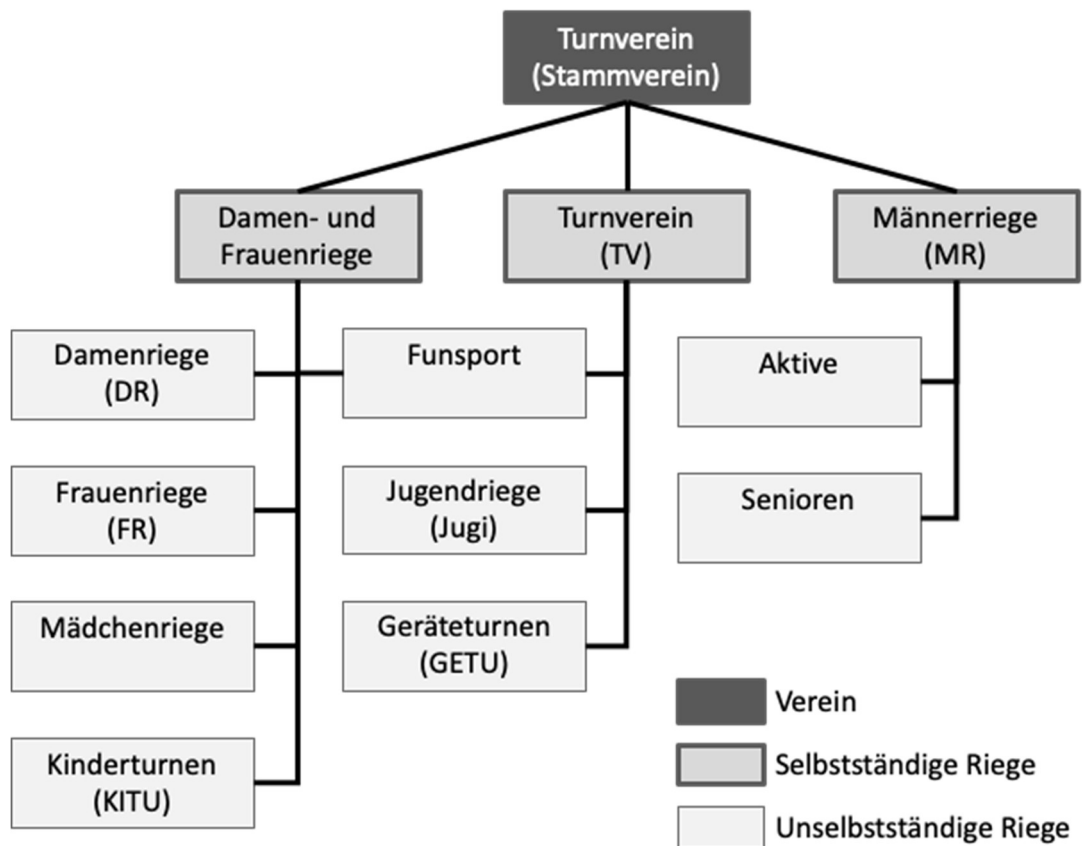 Turnverein
(Stammverein)
Damen- und
Frauenriege
Turnverein
(TV)
Männerriege
(MR)
Damenriege
(DR)
Funsport
Aktive
Frauenriege
(FR)
Jugendriege
(Jugi)
Senioren
Mädchenriege
Geräteturnen
(GETU)
Kinderturnen
(KITU)
Verein
Selbstständige Riege
Unselbstständige Riege